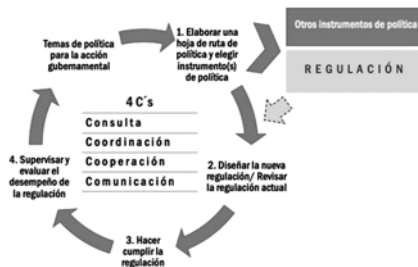 Temas de política
para la acción
gubernamental
1. Elaborar una
hoja de ruta de
política y elegir
instrumento(s)
de política
Otros instrumentos de política
REGULACIÓN
4C´s
Consulta
Coordinación
Cooperación
Comunicación
2. Diseñar la nueva
regulación/ Revisar
la regulación actual
3. Hacer
cumplir la
regulación
4. Supervisar y
evaluar el
desempeño de
la regulación